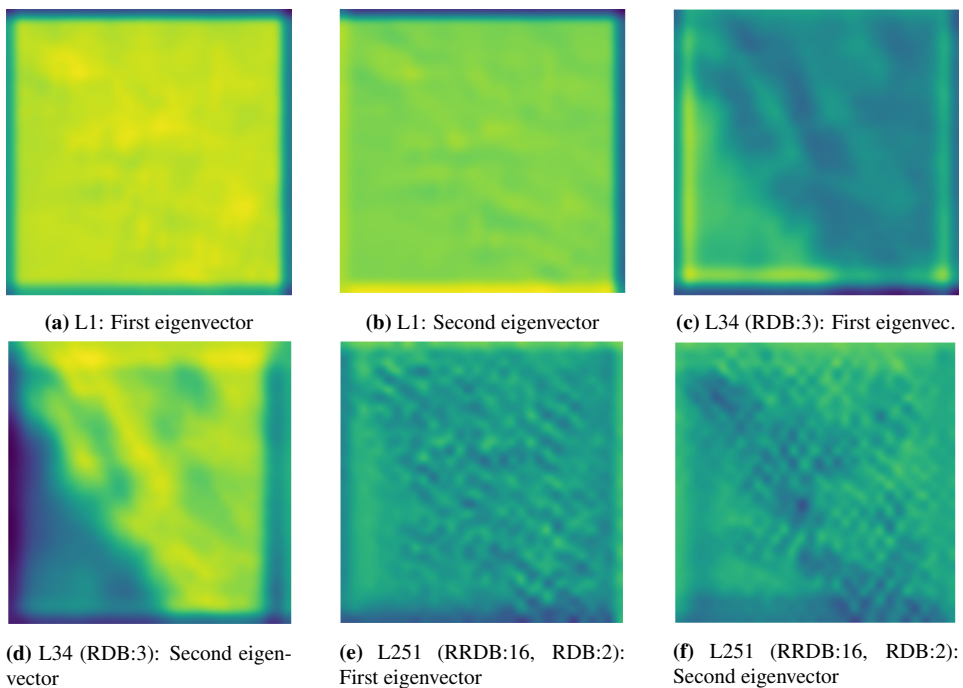 (a) L1: First eigenvector
(b) L1: Second eigenvector
(c) L34 (RDB:3): First eigenvec.
(d) L34 (RDB:3): Second eigen-
vector
(e) L251 (RRDB:16, RDB:2):
First eigenvector
(f) L251 (RRDB:16, RDB:2):
Second eigenvector